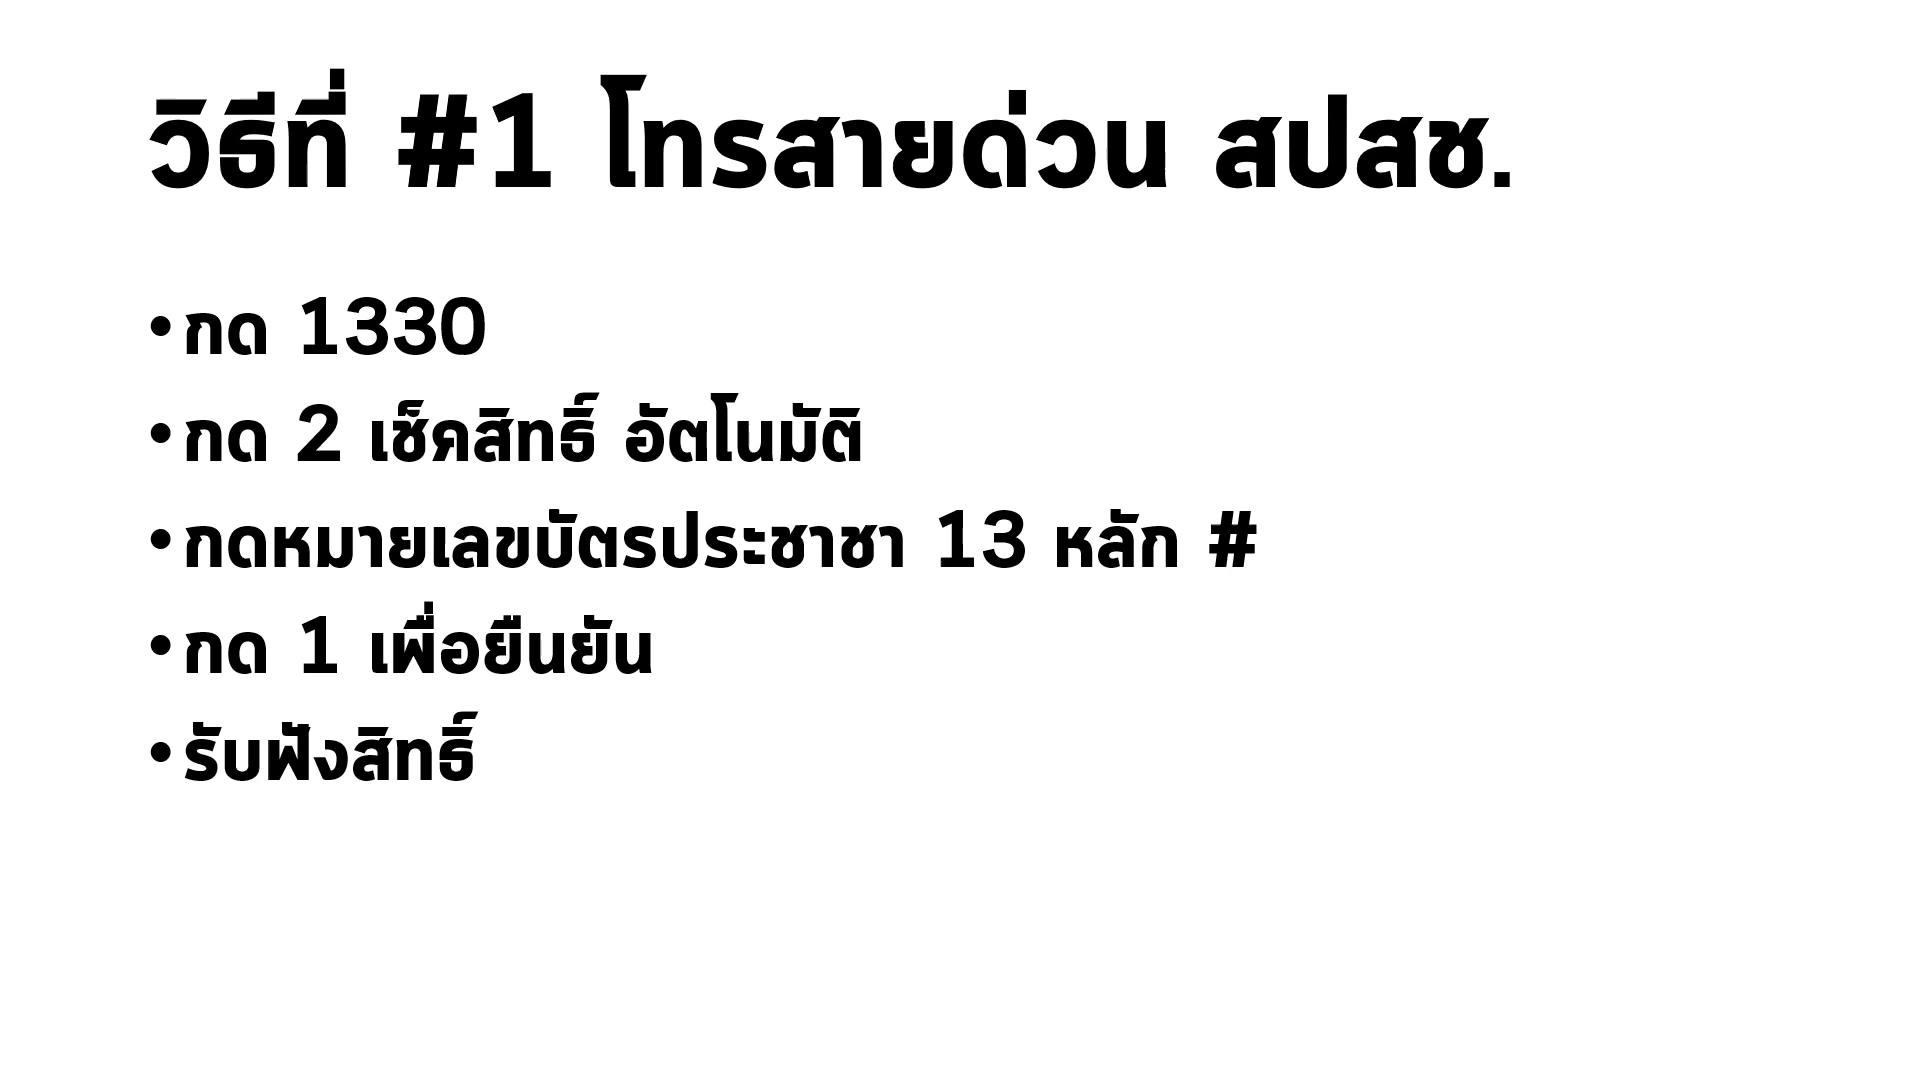 วิธีที่ #1 โทรสายด่วน สปสช.
•กด 1330
•กด 2 เช็คสิทธิ์ อัตโนมัติ
•กดหมายเลขบัตรประชาชา 13 หลัก #
•กด 1 เพื่อยืนยัน
•รับฟังสิทธิ์